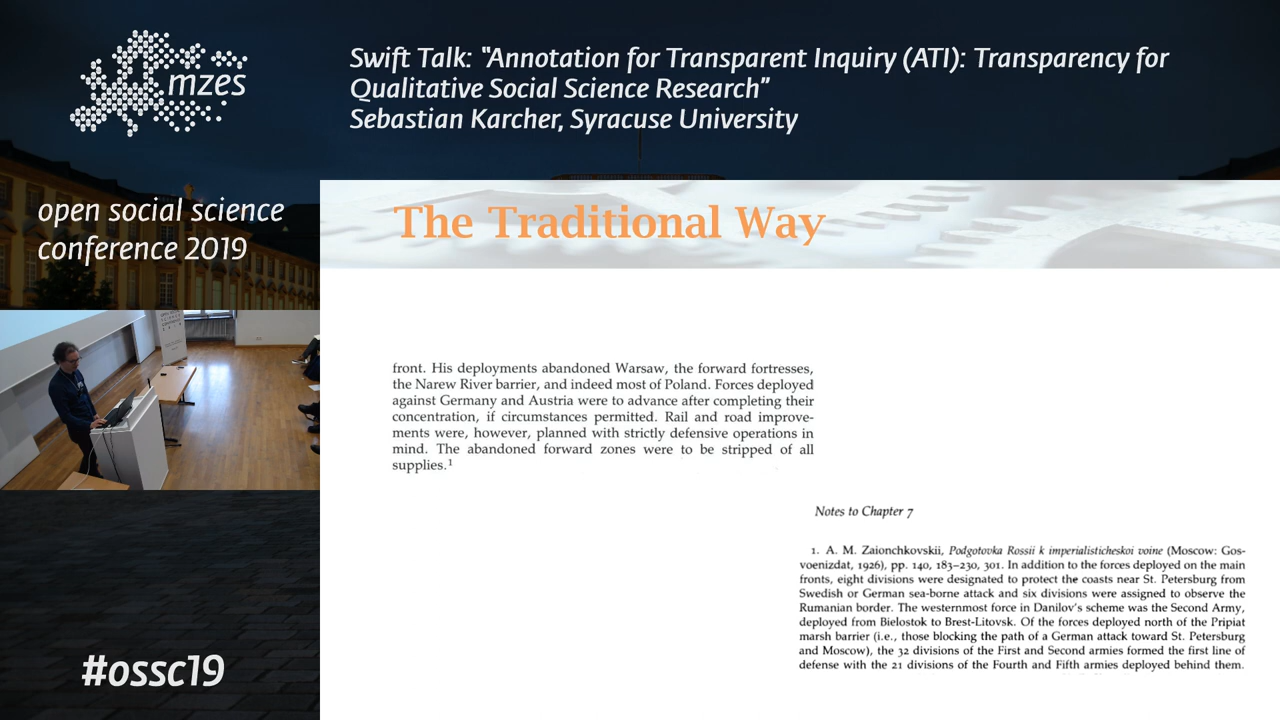 mzes
Swift Talk: “Annotation for Transparent Inquiry (ATI): Transparency for
Qualitative Social Science Research”
Sebastian Karcher, Syracuse University
open social science
conference 2019
The Traditional Way
front. His deployments abandoned Warsaw, the forward fortresses,
the Narew River barrier, and indeed most of Poland. Forces deployed
against Germany and Austria were to advance after completing their
concentration, if circumstances permitted. Rail and road improve-
ments were, however, planned with strictly defensive operations in
mind. The abandoned forward zones were to be stripped of all
supplies.¹
Notes to Chapter 7
1. A. M. Zaionchkovskii, Podgotovka Rossii k imperialisticheskoi voine (Moscow: Gos-
voenizdat, 1926), pp. 140, 183–230, 301. In addition to the forces deployed on the main
fronts, eight divisions were designated to protect the coasts near St. Petersburg from
Swedish or German sea-borne attack and six divisions were assigned to observe the
Rumanian border. The westernmost force in Danilov's scheme was the Second Army,
deployed from Bielostok to Brest-Litovsk. Of the forces deployed north of the Pripiat
marsh barrier (i.e., those blocking the path of a German attack toward St. Petersburg
and Moscow), the 32 divisions of the First and Second armies formed the first line of
defense with the 21 divisions of the Fourth and Fifth armies deployed behind them.
#ossc19